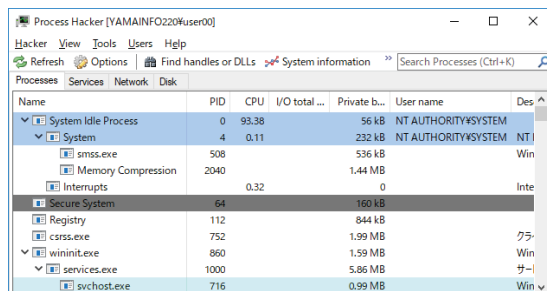 Process Hacker [YAMAINFO220¥user00]
Hacker View Tools Users Help
Refresh Options Find handles or DLLs System information » Search Processes (Ctrl+K)
Processes Services Network Disk
Name PID CPU I/O total ... Private b... User name Des
System Idle Process 0 93.38 56 kB NT AUTHORITY¥SYSTEM
System 4 0.11 232 kB NT AUTHORITY¥SYSTEM NT
smss.exe 508 536 kB Win
Memory Compression 2040 1.44 MB
Interrupts 0.32 0 Inte
Secure System 64 160 kB
Registry 112 844 kB
csrss.exe 752 1.99 MB クライ
wininit.exe 860 1.59 MB Win
services.exe 1000 5.86 MB サー
svchost.exe 716 0.99 MB Win